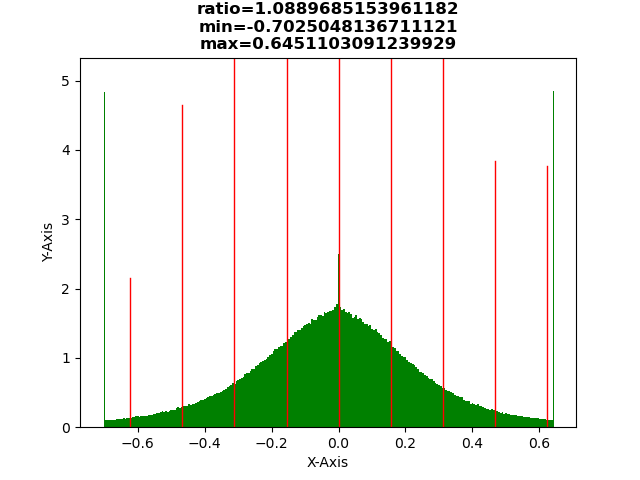 ratio=1.0889685153961182
min=-0.7025048136711121
max=0.6451103091239929
5
4
3
2
1
0
Y-Axis
−0.6 −0.4 −0.2 0.0 0.2 0.4 0.6
X-Axis